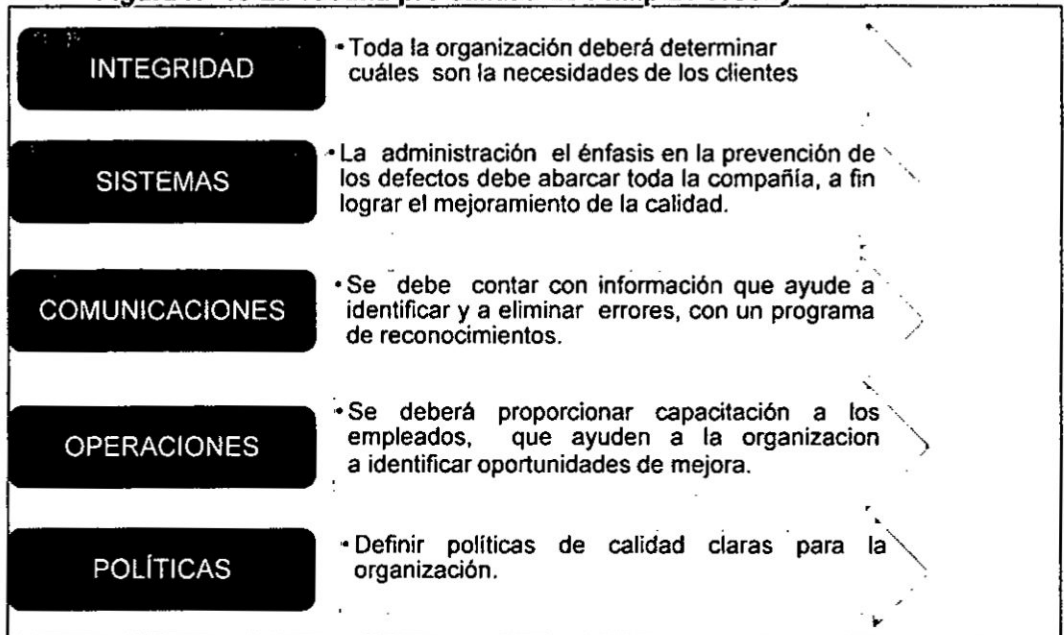 INTEGRIDAD
• Toda la organización deberá determinar
cuáles son la necesidades de los clientes
SISTEMAS
• La administración el énfasis en la prevención de
los defectos debe abarcar toda la compañía, a fin
lograr el mejoramiento de la calidad.
COMUNICACIONES
• Se debe contar con información que ayude a
identificar y a eliminar errores, con un programa
de reconocimientos.
OPERACIONES
• Se deberá proporcionar capacitación a los
empleados, que ayuden a la organizacion
a identificar oportunidades de mejora.
POLÍTICAS
• Definir políticas de calidad claras para la
organización.